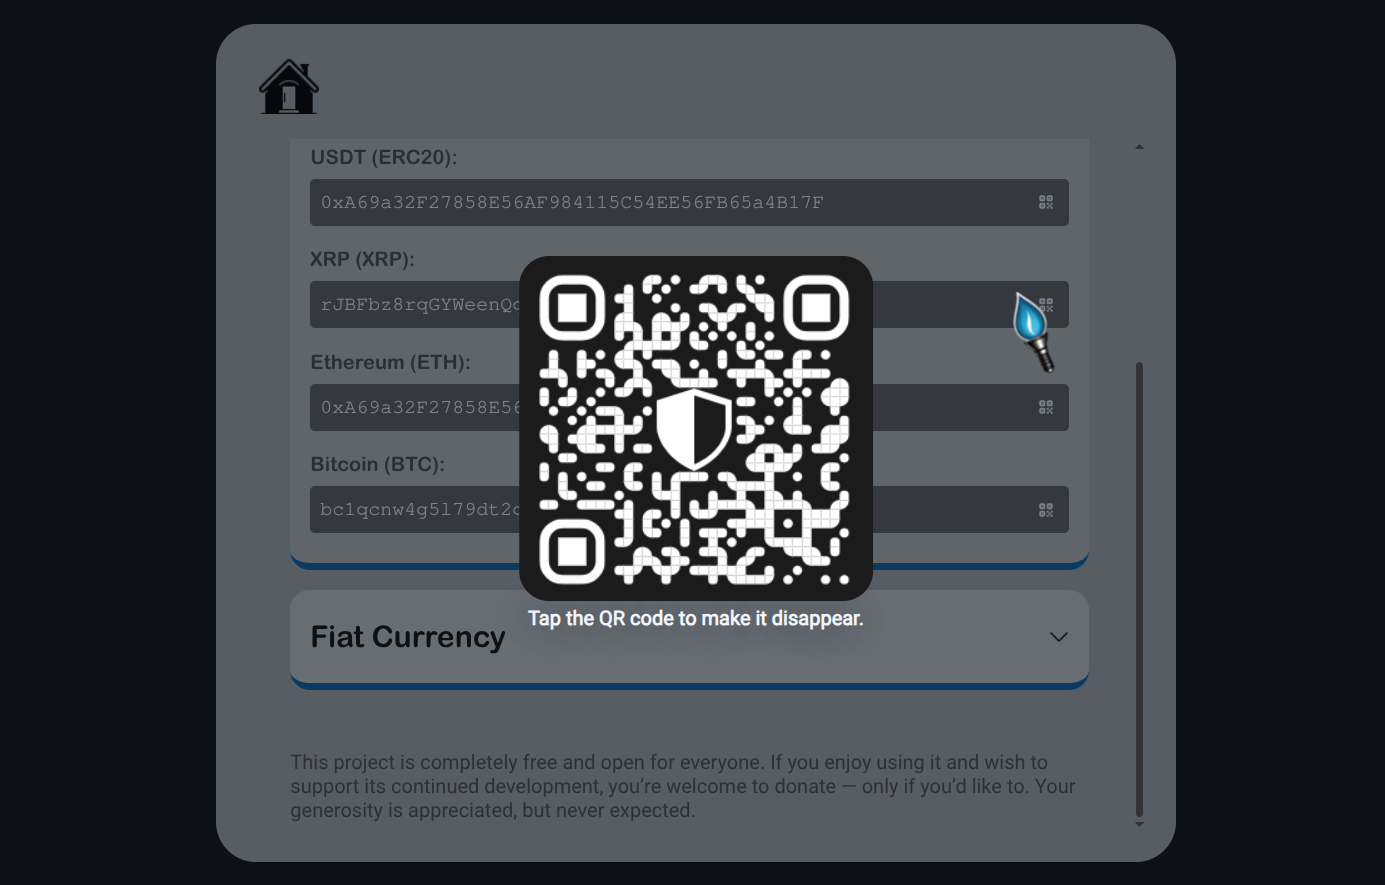 USDT (ERC20):
0xA69a32F27858E56AF984115C54EE56FB65a4B17F
XRP (XRP):
rJBFbz8rqGYWeenQ
Ethereum (ETH):
0xA69a32F27858E56
Bitcoin (BTC):
bc1qcnw4g5l79dt2
Tap the QR code to make it disappear.
Fiat Currency
This project is completely free and open for everyone. If you enjoy using it and wish to
support its continued development, you’re welcome to donate — only if you’d like to. Your
generosity is appreciated, but never expected.